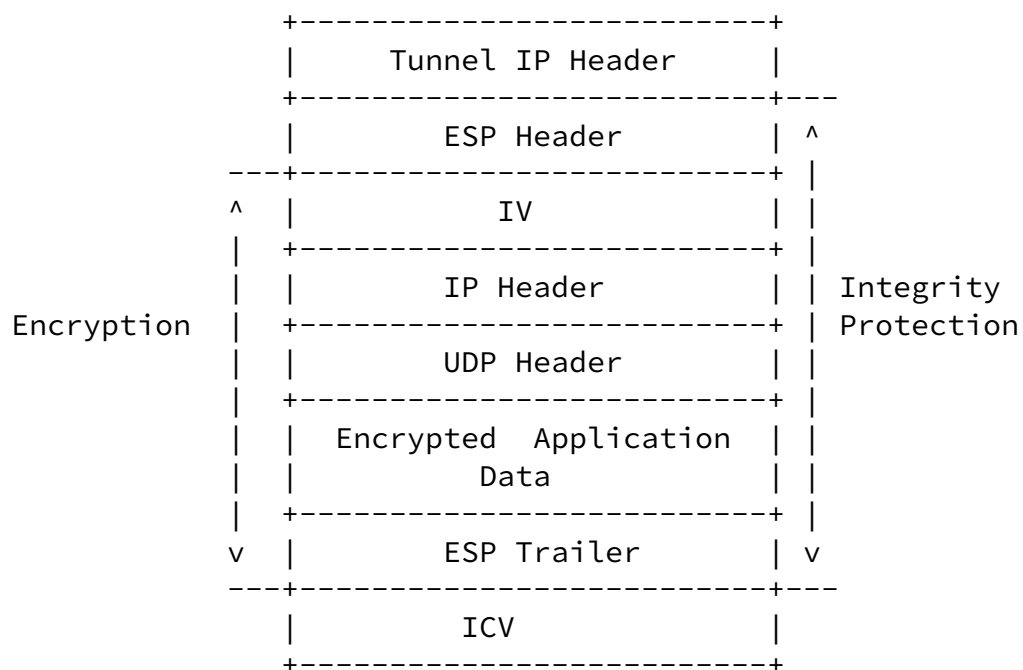 +-------------------------+
|    Tunnel IP Header     |
+-------------------------+---
|       ESP Header        | ^
---+-------------------------+ |
^  |           IV            | |
|  +-------------------------+ |
|  |       IP Header         | | Integrity
Encryption |  +-------------------------+ | Protection
|  |       UDP Header        | |
|  +-------------------------+ |
|  |  Encrypted  Application | |
|  |         Data            | |
|  +-------------------------+ |
v  |       ESP Trailer       | v
---+-------------------------+---
|        ICV              |
+-------------------------+